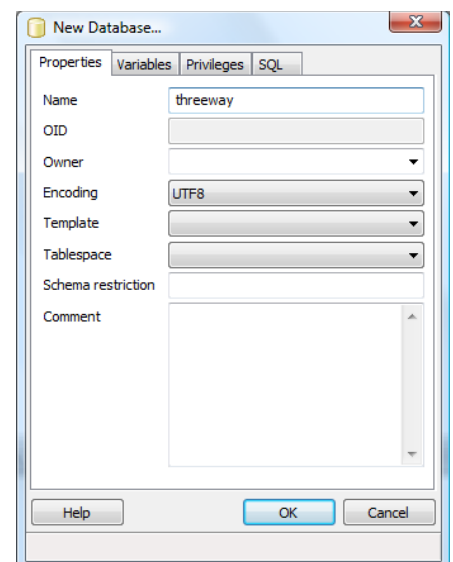 New Database...
Properties Variables Privileges SQL
Name threeway
OID
Owner
Encoding UTF8
Template
Tablespace
Schema restriction
Comment
Help OK Cancel